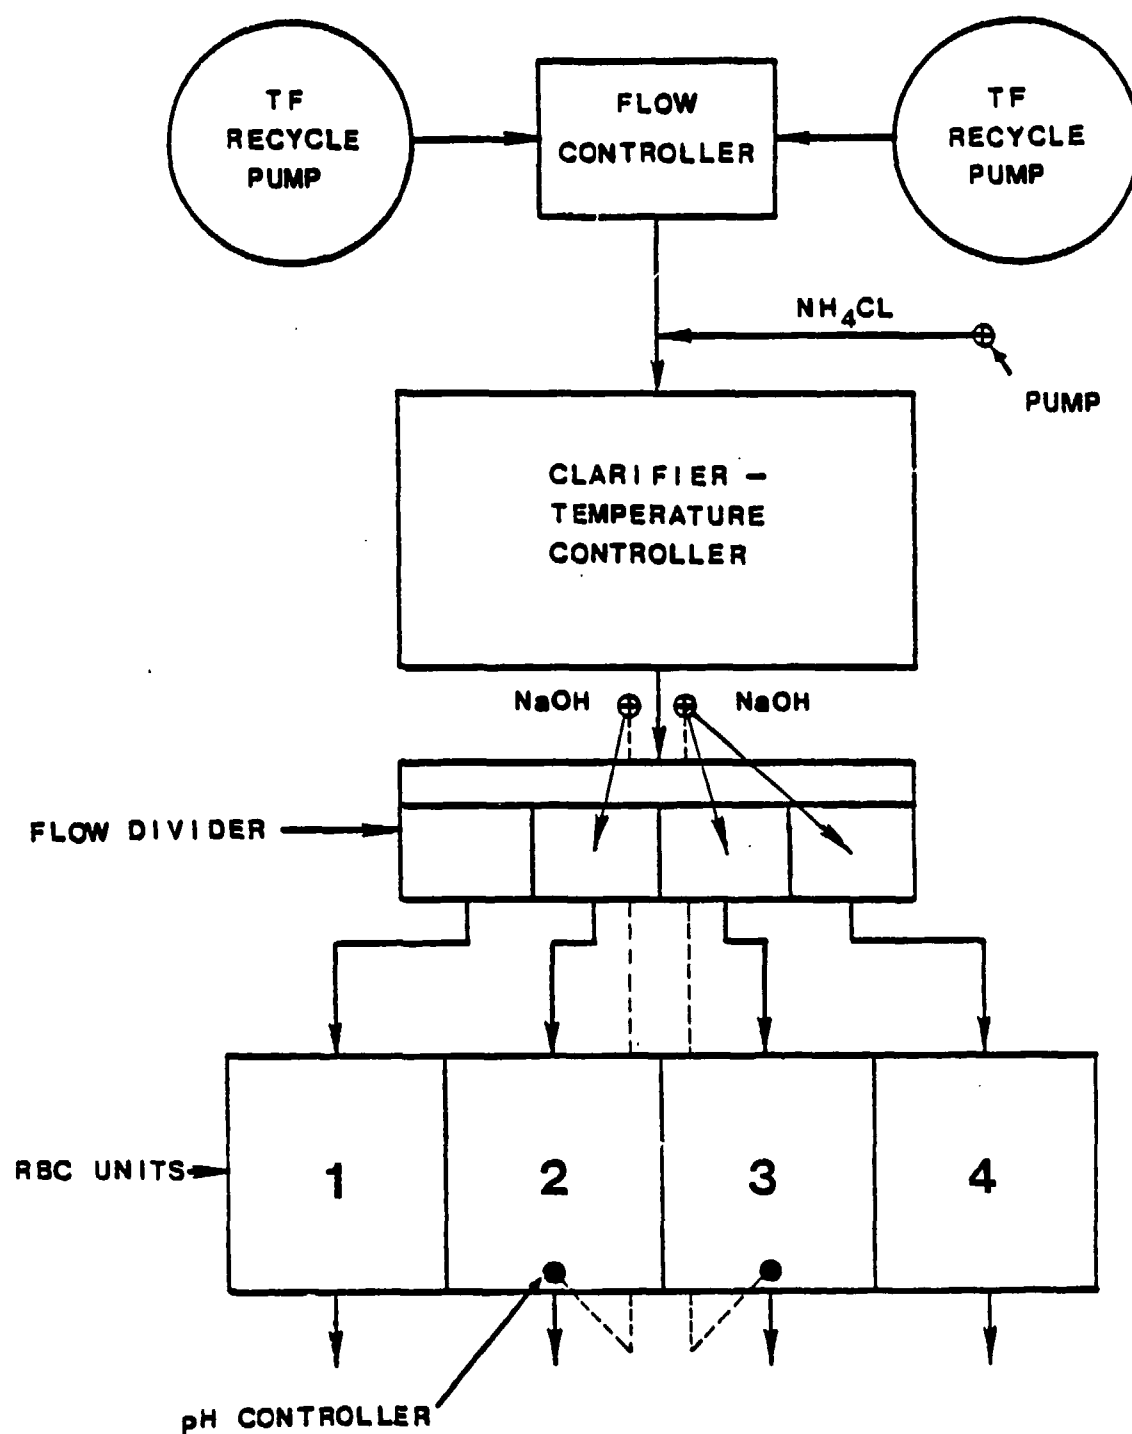 TF
RECYCLE
PUMP
FLOW
CONTROLLER
TF
RECYCLE
PUMP
NH4CL
PUMP
CLARIFIER –
TEMPERATURE
CONTROLLER
NaOH
NaOH
FLOW DIVIDER
RBC UNITS
1
2
3
4
pH CONTROLLER